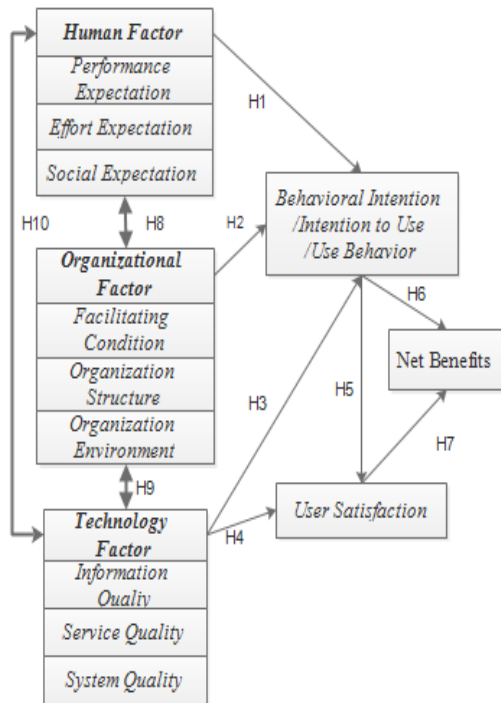 Human Factor
Performance
Expectation
Effort Expectation
Social Expectation
H1
H10
H8
H2
Organizational
Factor
Facilitating
Condition
Organization
Structure
Organization
Environment
H9
Technology
Factor
Information
Qualiv
Service Quality
System Quality
Behavioral Intention
/Intention to Use
/Use Behavior
H3
H4
H5
H6
Net Benefits
H7
User Satisfaction